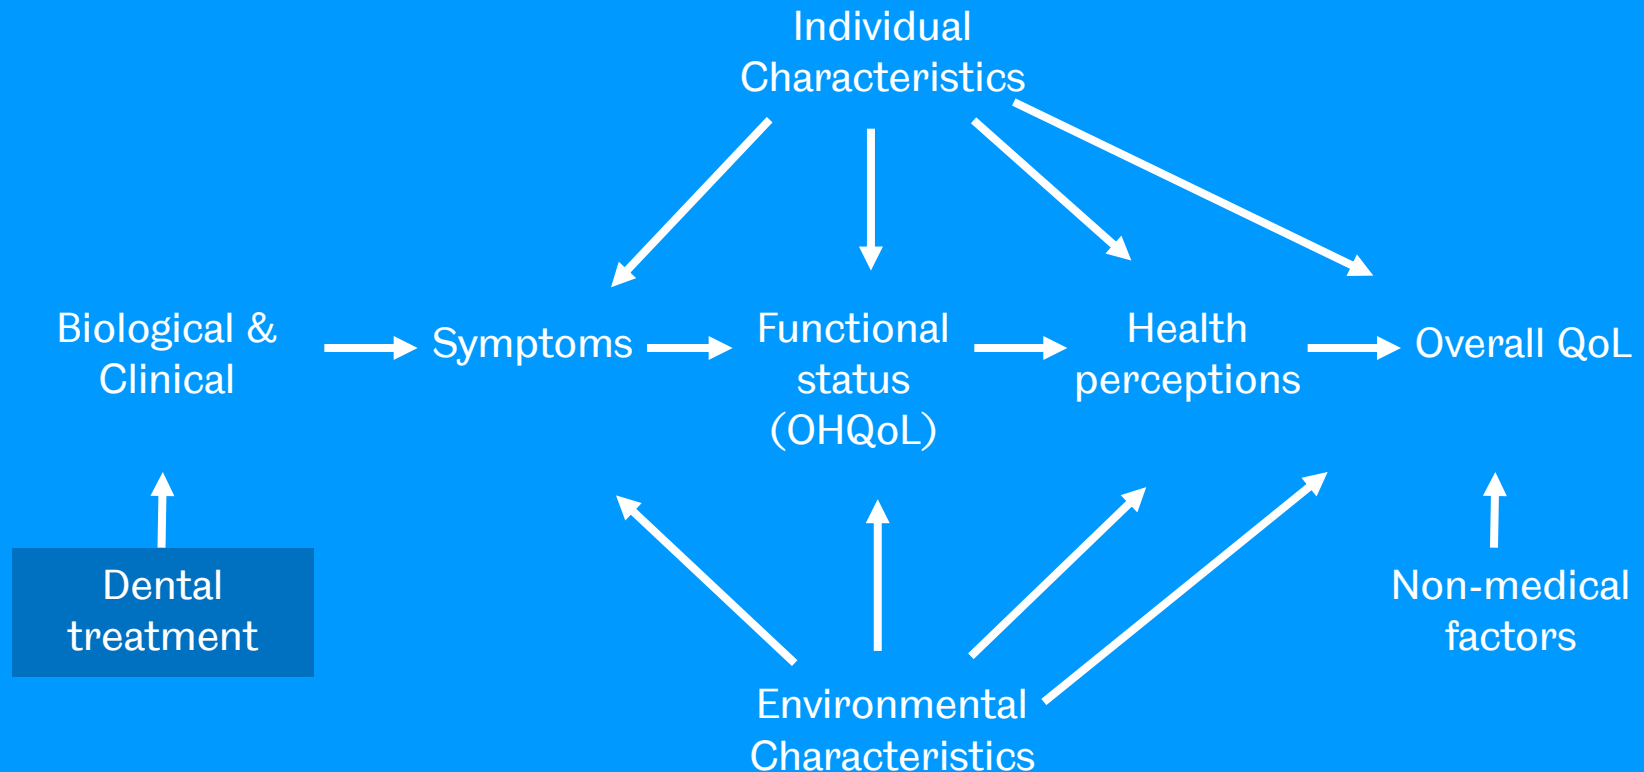 Individual
Characteristics
Biological &
Clinical
Symptoms
Functional
status
(OHQoL)
Health
perceptions
Overall QoL
Dental
treatment
Non-medical
factors
Environmental
Characteristics